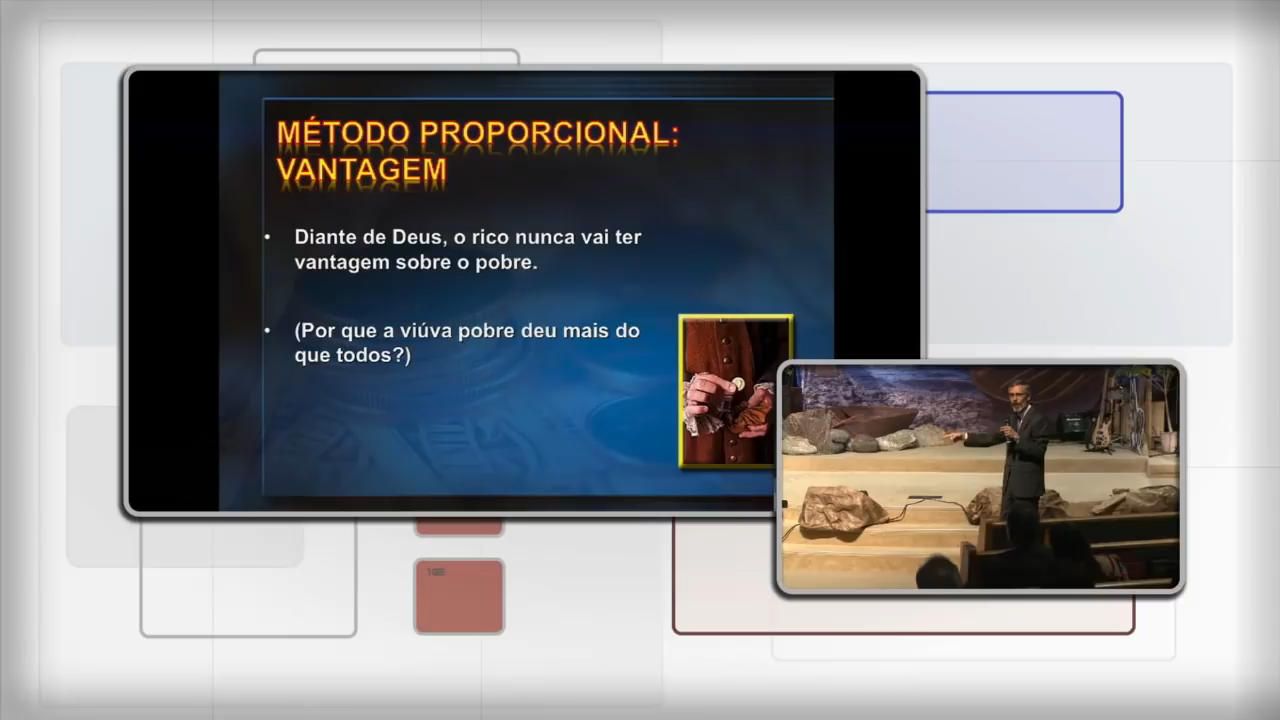 MÉTODO PROPORCIONAL:
VANTAGEM
• Diante de Deus, o rico nunca vai ter
vantagem sobre o pobre.
• (Por que a viúva pobre deu mais do
que todos?)